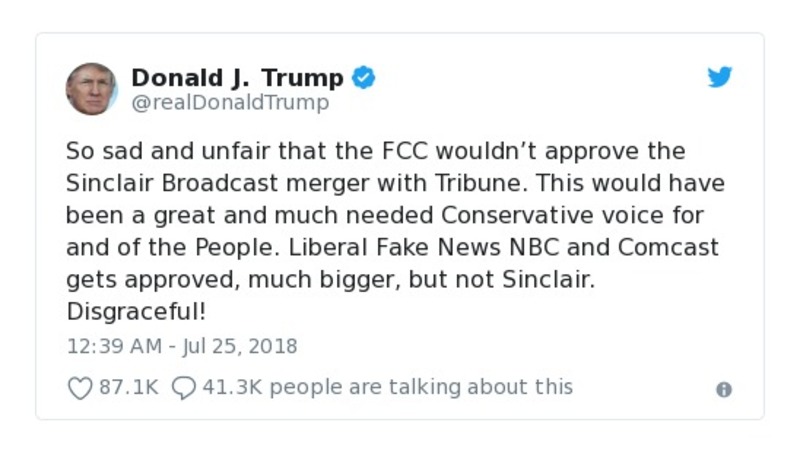 Donald J. Trump
@realDonaldTrump
So sad and unfair that the FCC wouldn’t approve the
Sinclair Broadcast merger with Tribune. This would have
been a great and much needed Conservative voice for
and of the People. Liberal Fake News NBC and Comcast
gets approved, much bigger, but not Sinclair.
Disgraceful!
12:39 AM - Jul 25, 2018
87.1K 41.3K people are talking about this